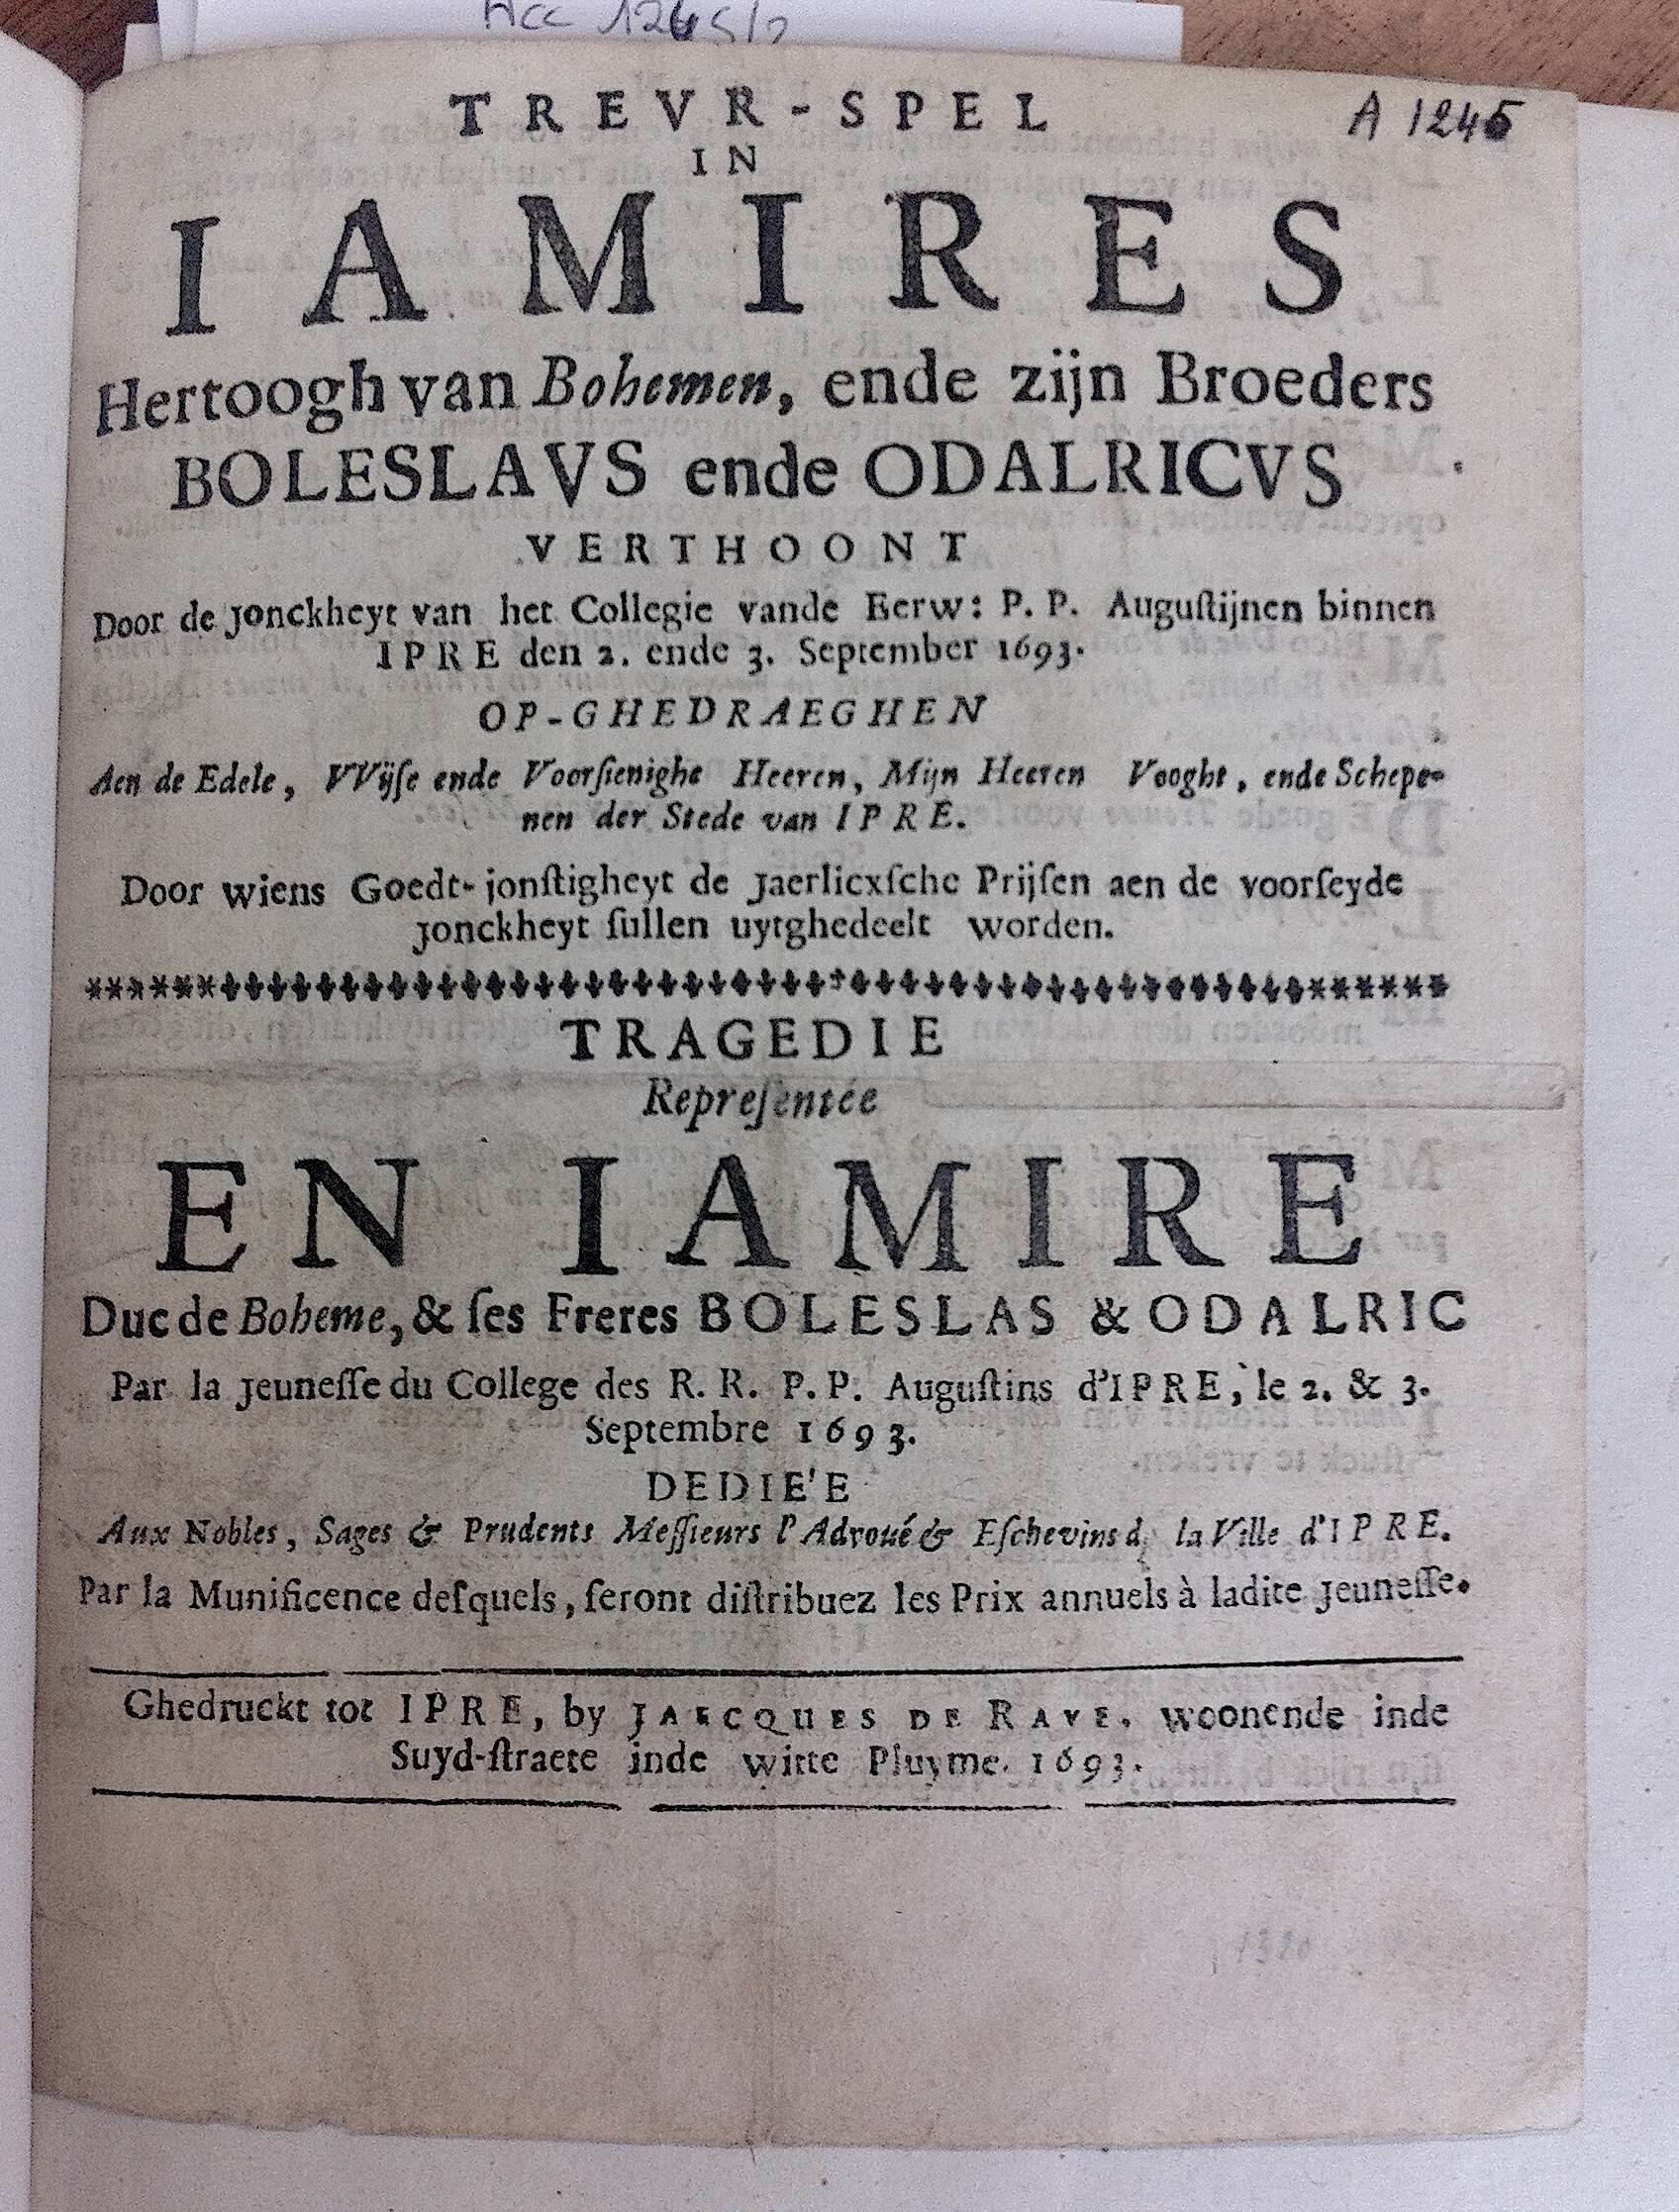 Acc 1245/2
A 1245
TREVR-SPEL
IN
IAMIRES
Hertoogh van Bohemen, ende zijn Broeders
BOLESLAVS ende ODALRICVS
VERTHOONT
Door de Jonckheyt van het Collegie vande Eerw: P. P. Auguſtijnen binnen
IPRE den 2. ende 3. September 1693.
OP-GHEDRAEGHEN
Aen de Edele, VVijſe ende Voorſienighe Heeren, Mijn Heeren Vooght, ende Schepe-
nen der Stede van IPRE.
Door wiens Goedt-jonſtigheyt de Jaerlicxſche Prijſen aen de voorſeyde
Jonckheyt ſullen uytghedeelt worden.
TRAGEDIE
Repreſentée
EN IAMIRE
Duc de Boheme, & ſes Freres BOLESLAS & ODALRIC
Par la Jeuneſſe du College des R. R. P. P. Auguſtins d'IPRE, le 2. & 3.
Septembre 1693.
DEDIE'E
Aux Nobles, Sages & Prudents Meſſieurs l'Advoué & Eſchevins d la Ville d'IPRE.
Par la Munificence deſquels, ſeront diſtribuez les Prix annuels à ladite Jeuneſſe.
Ghedruckt tot IPRE, by JAECQUES DE RAVE, woonende inde
Suyd-ſtraete inde witte Pluyme. 1693.